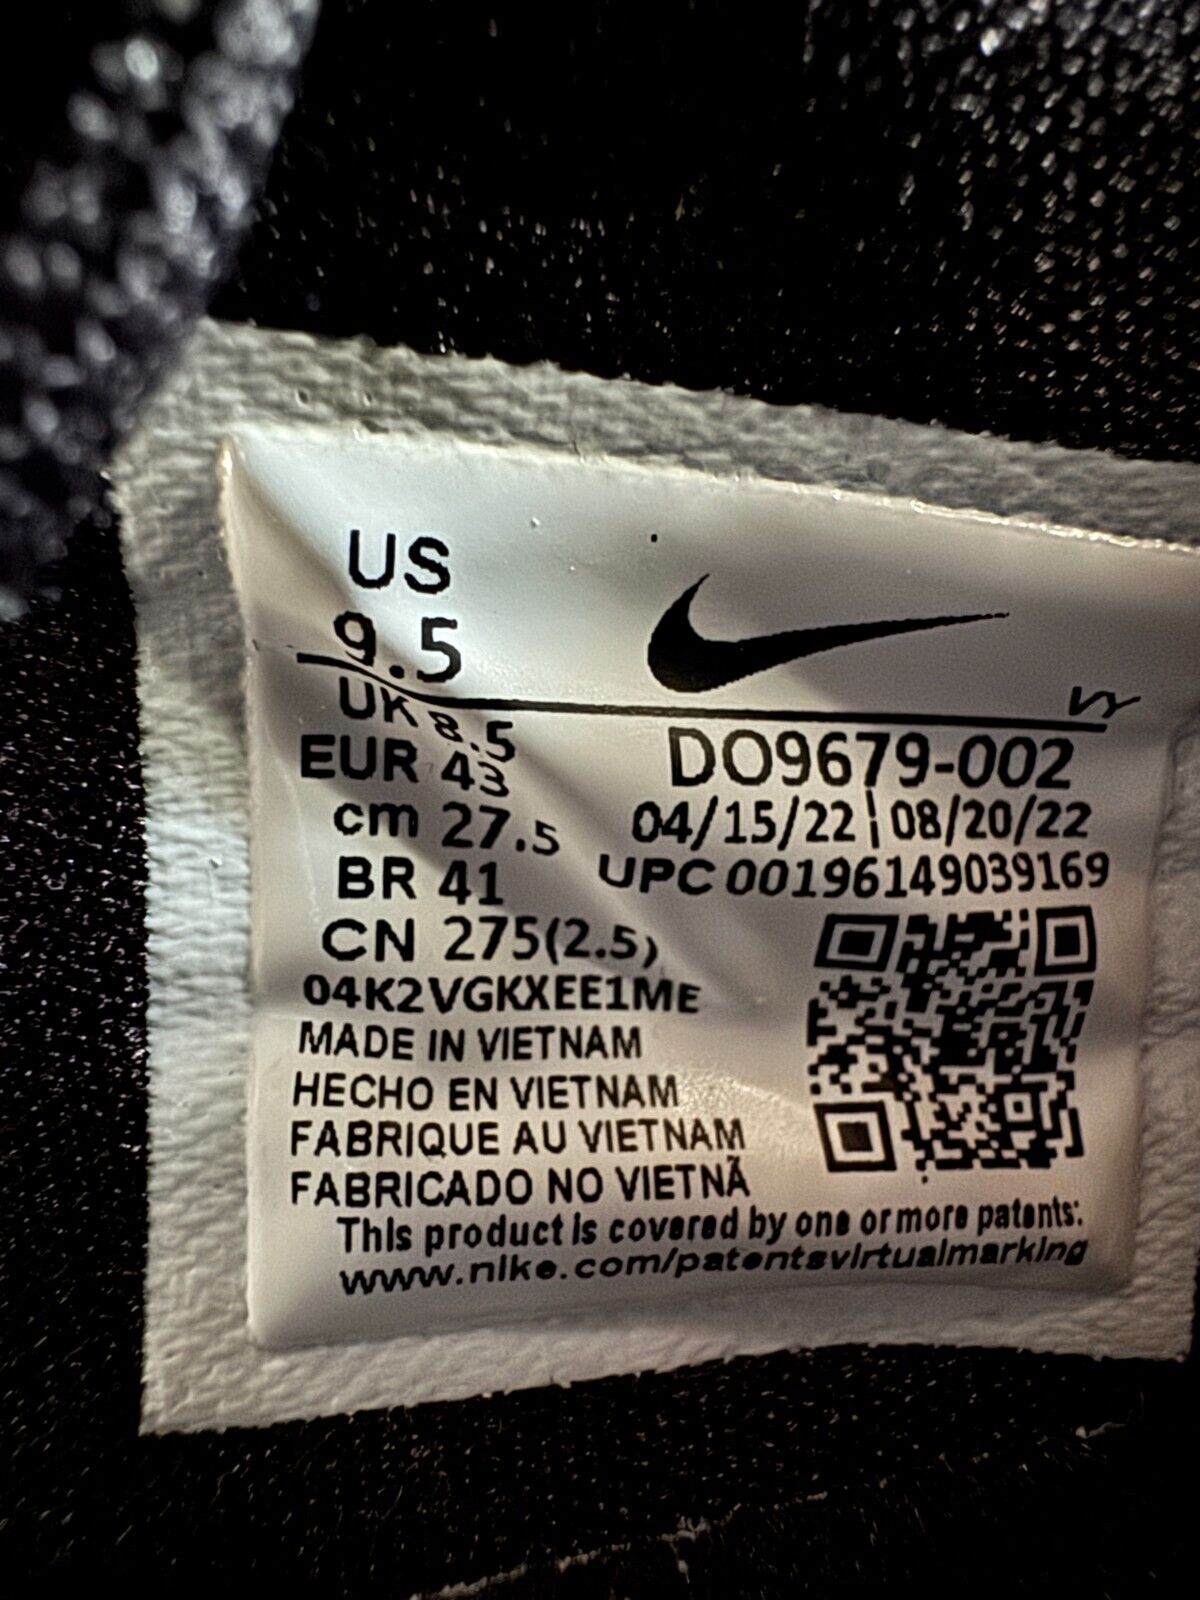 US
9.5
UK 8.5
EUR 43
cm 27.5
BR 41
CN 275(2.5)
VY
DO9679-002
04/15/22 | 08/20/22
UPC 00196149039169
04K2VGKXEE1ME
MADE IN VIETNAM
HECHO EN VIETNAM
FABRIQUE AU VIETNAM
FABRICADO NO VIETNÃ
This product is covered by one or more patents:
www.nike.com/patentsvirtualmarking